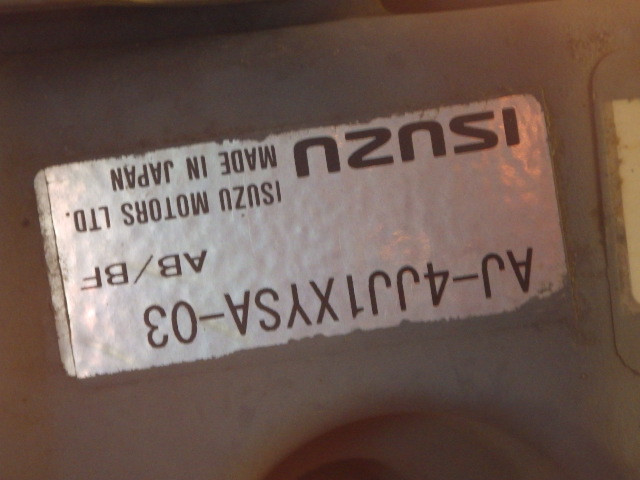 AJ-4JJ1XYSA-03
AB/BF
ISUZU MOTORS LTD.
ISUZU MADE IN JAPAN